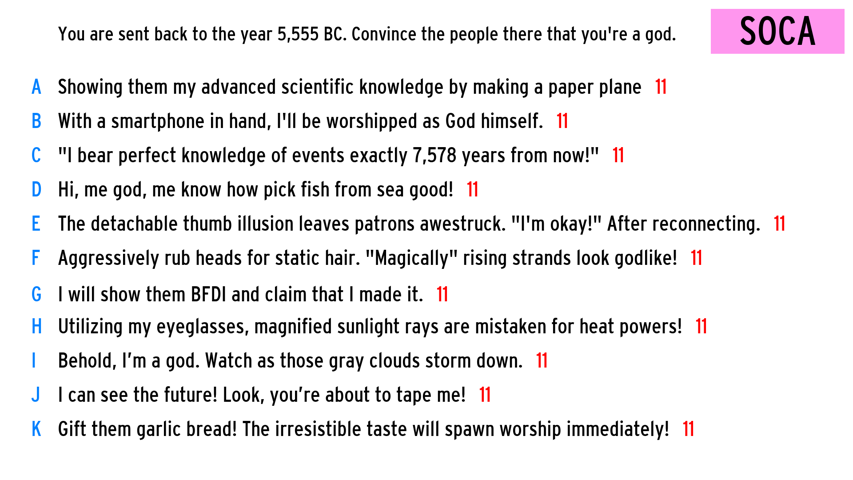 You are sent back to the year 5,555 BC. Convince the people there that you're a god.
SOCA
A Showing them my advanced scientific knowledge by making a paper plane 11
B With a smartphone in hand, I'll be worshipped as God himself. 11
C "I bear perfect knowledge of events exactly 7,578 years from now!" 11
D Hi, me god, me know how pick fish from sea good! 11
E The detachable thumb illusion leaves patrons awestruck. "I'm okay!" After reconnecting. 11
F Aggressively rub heads for static hair. "Magically" rising strands look godlike! 11
G I will show them BFDI and claim that I made it. 11
H Utilizing my eyeglasses, magnified sunlight rays are mistaken for heat powers! 11
I Behold, I’m a god. Watch as those gray clouds storm down. 11
J I can see the future! Look, you’re about to tape me! 11
K Gift them garlic bread! The irresistible taste will spawn worship immediately! 11